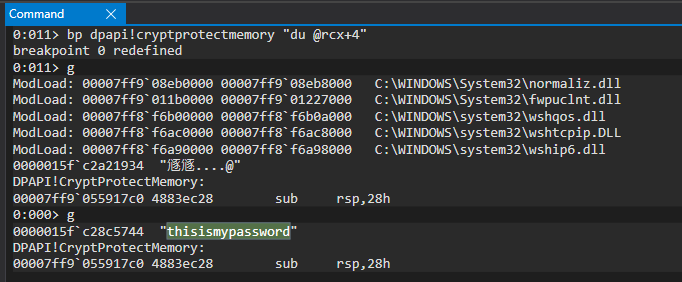 Command
0:011> bp dpapi!cryptprotectmemory "du @rcx+4"
breakpoint 0 redefined
0:011> g
ModLoad: 00007ff9`08eb0000 00007ff9`08eb8000   C:\WINDOWS\System32\normaliz.dll
ModLoad: 00007ff9`011b0000 00007ff9`01227000   C:\WINDOWS\System32\fwpuclnt.dll
ModLoad: 00007ff8`f6b00000 00007ff8`f6b0a000   C:\WINDOWS\system32\wshqos.dll
ModLoad: 00007ff8`f6ac0000 00007ff8`f6ac8000   C:\WINDOWS\system32\wshtcpip.DLL
ModLoad: 00007ff8`f6a90000 00007ff8`f6a98000   C:\WINDOWS\system32\wship6.dll
0000015f`c2a21934  "....@"
DPAPI!CryptProtectMemory:
00007ff9`055917c0 4883ec28        sub     rsp,28h
0:000> g
0000015f`c28c5744  "thisismypassword"
DPAPI!CryptProtectMemory:
00007ff9`055917c0 4883ec28        sub     rsp,28h